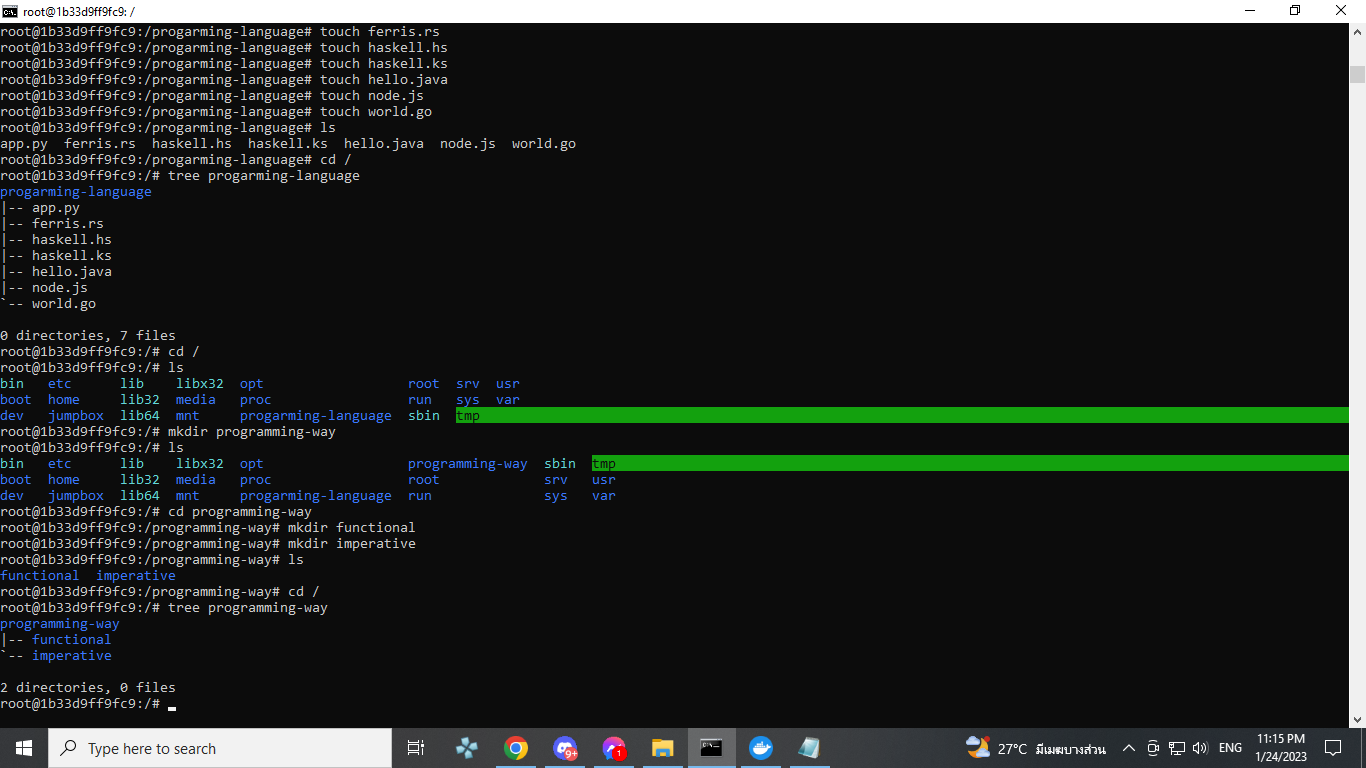 root@1b33d9ff9fc9: /
root@1b33d9ff9fc9:/progarming-language# touch ferris.rs
root@1b33d9ff9fc9:/progarming-language# touch haskell.hs
root@1b33d9ff9fc9:/progarming-language# touch haskell.ks
root@1b33d9ff9fc9:/progarming-language# touch hello.java
root@1b33d9ff9fc9:/progarming-language# touch node.js
root@1b33d9ff9fc9:/progarming-language# touch world.go
root@1b33d9ff9fc9:/progarming-language# ls
app.py  ferris.rs  haskell.hs  haskell.ks  hello.java  node.js  world.go
root@1b33d9ff9fc9:/progarming-language# cd /
root@1b33d9ff9fc9:/# tree progarming-language
progarming-language
|-- app.py
|-- ferris.rs
|-- haskell.hs
|-- haskell.ks
|-- hello.java
|-- node.js
`-- world.go
0 directories, 7 files
root@1b33d9ff9fc9:/# cd /
root@1b33d9ff9fc9:/# ls
bin   etc      lib    libx32  opt                  root  srv  usr
boot  home     lib32  media   proc                 run   sys  var
dev   jumpbox  lib64  mnt     progarming-language  sbin  tmp
root@1b33d9ff9fc9:/# mkdir programming-way
root@1b33d9ff9fc9:/# ls
bin   etc      lib    libx32  opt                  programming-way  sbin  tmp
boot  home     lib32  media   proc                 root             srv   usr
dev   jumpbox  lib64  mnt     progarming-language  run              sys   var
root@1b33d9ff9fc9:/# cd programming-way
root@1b33d9ff9fc9:/programming-way# mkdir functional
root@1b33d9ff9fc9:/programming-way# mkdir imperative
root@1b33d9ff9fc9:/programming-way# ls
functional  imperative
root@1b33d9ff9fc9:/programming-way# cd /
root@1b33d9ff9fc9:/# tree programming-way
programming-way
|-- functional
`-- imperative
2 directories, 0 files
root@1b33d9ff9fc9:/#
Type here to search
9+
1
27°C มีเมฆบางส่วน
ENG
11:15 PM
1/24/2023